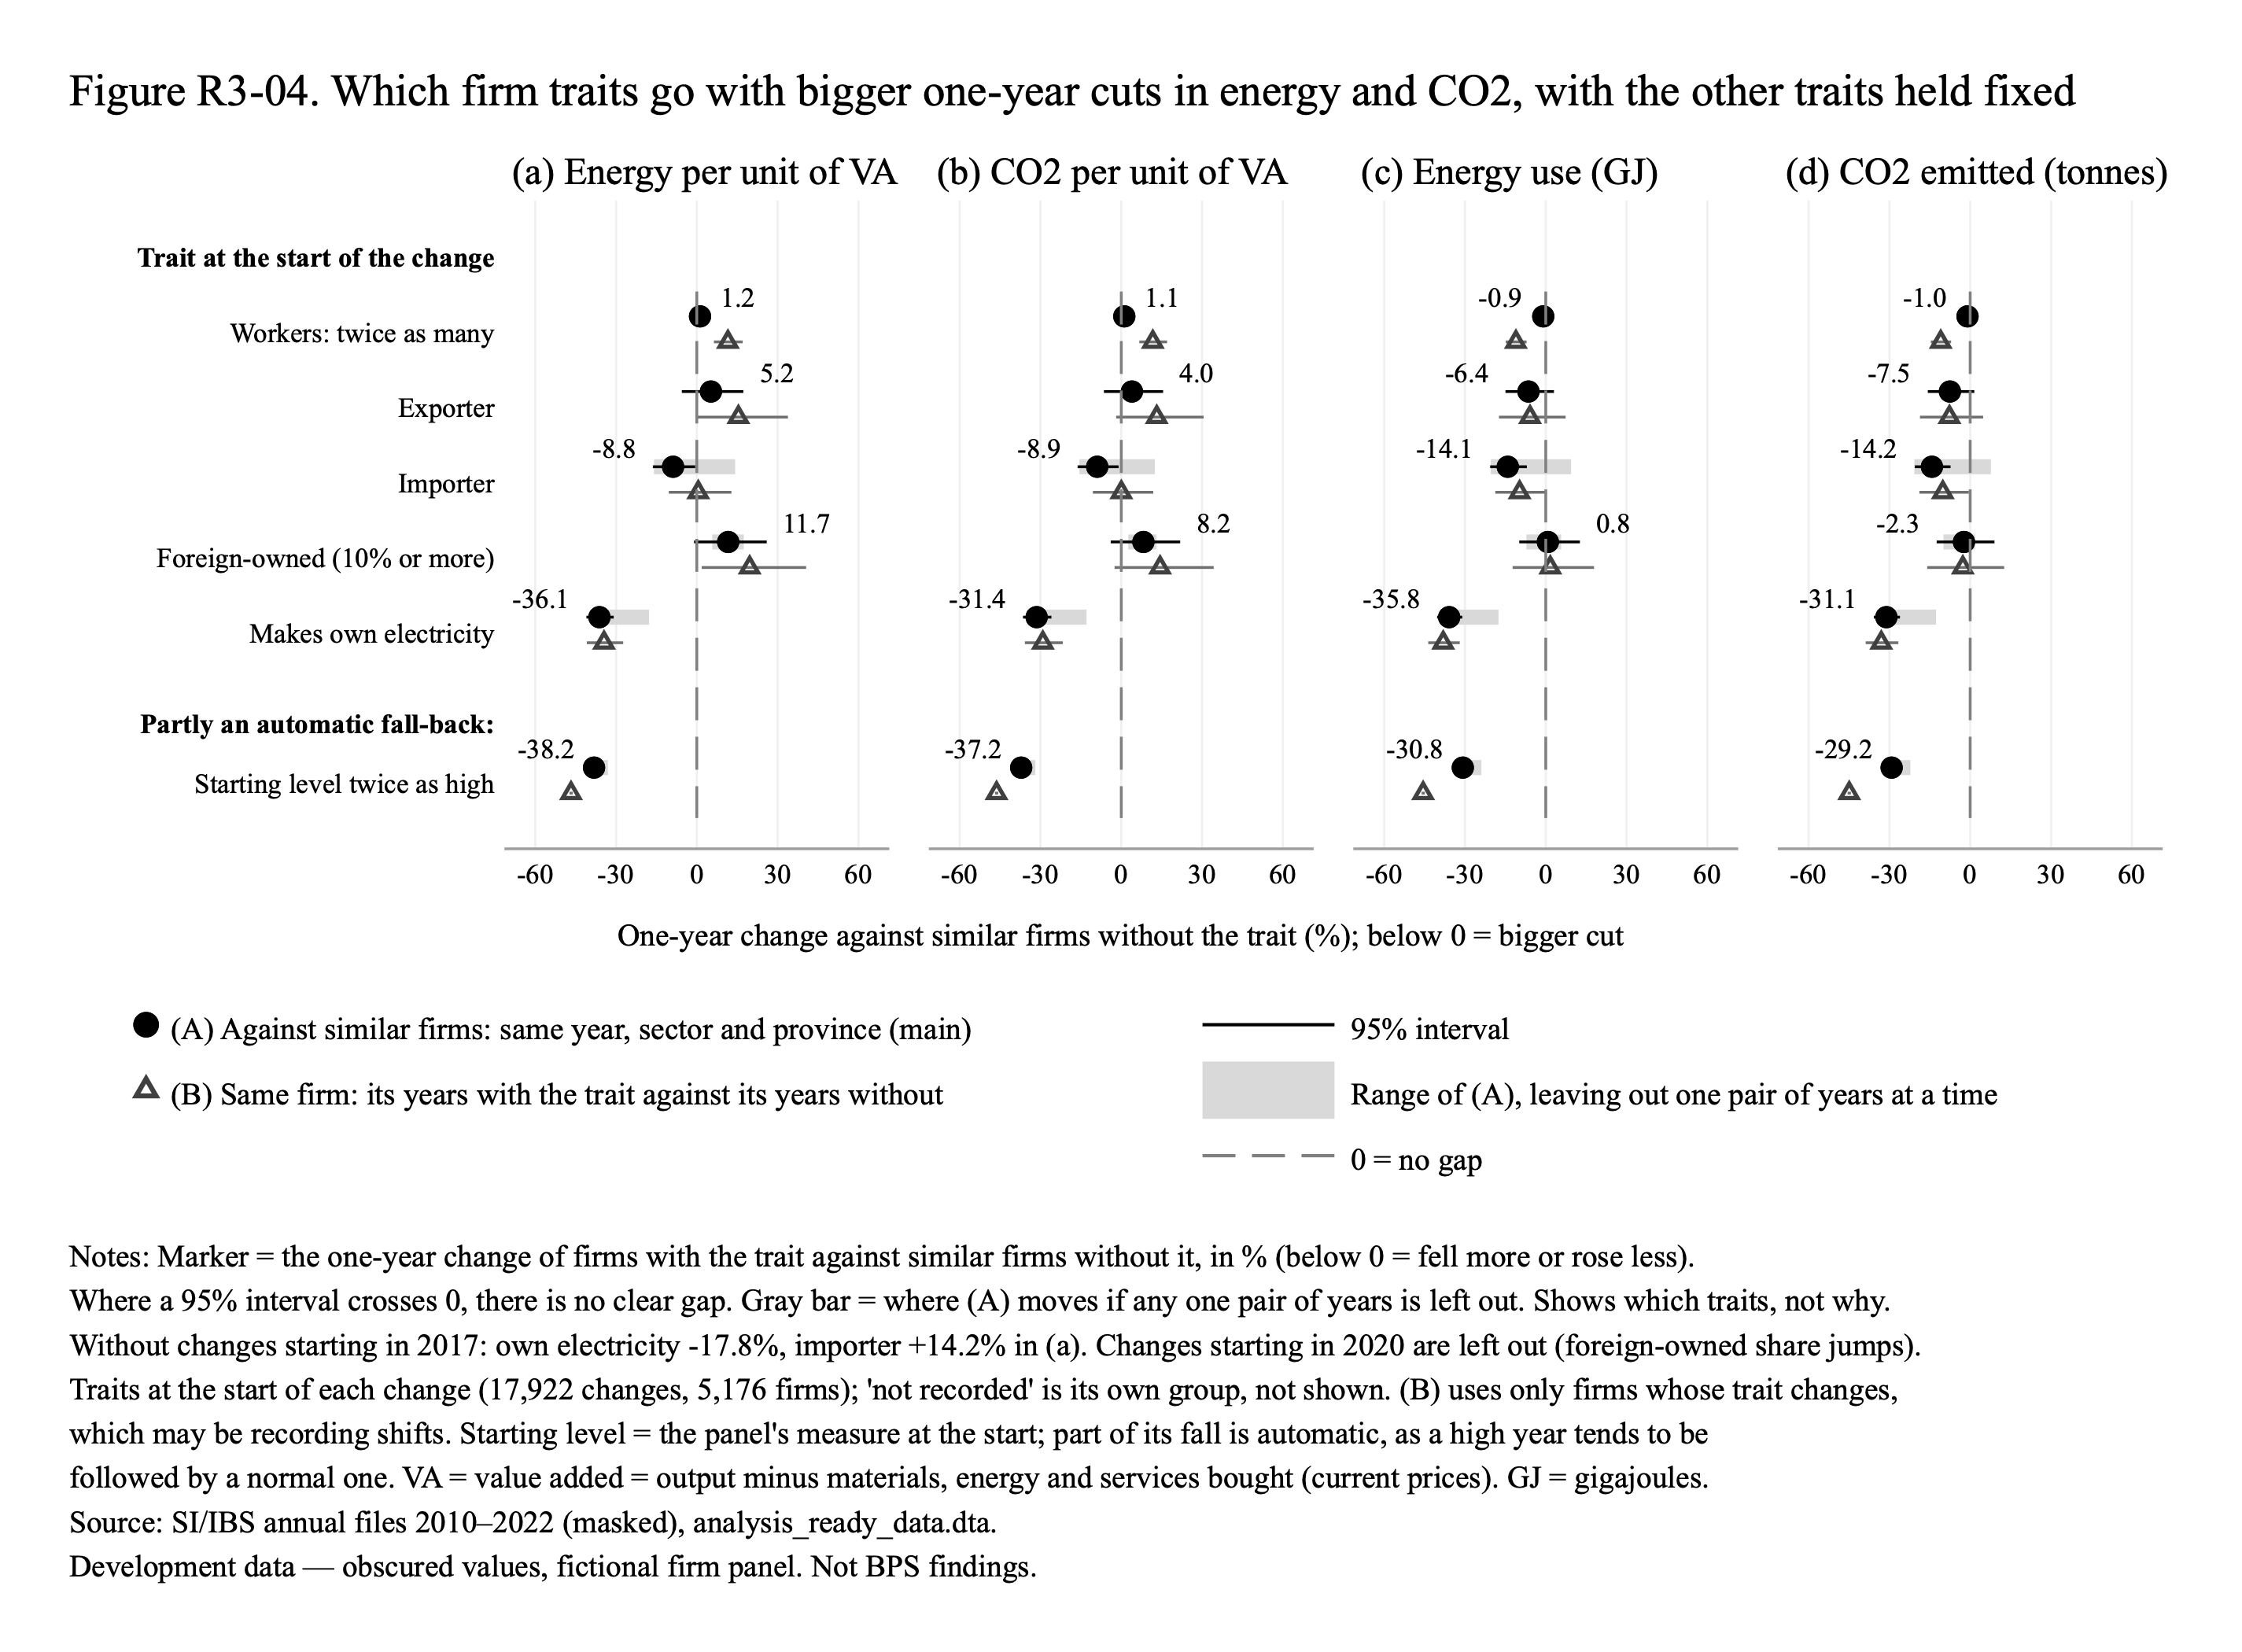 Figure R3-04. Which firm traits go with bigger one-year cuts in energy and CO2, with the other traits held fixed
(a) Energy per unit of VA
(b) CO2 per unit of VA
(c) Energy use (GJ)
(d) CO2 emitted (tonnes)
Trait at the start of the change
1.2
1.1
-0.9
-1.0
Workers: twice as many
5.2
4.0
-6.4
-7.5
Exporter
-8.8
-8.9
-14.1
-14.2
Importer
11.7
8.2
0.8
-2.3
Foreign-owned (10% or more)
-36.1
-31.4
-35.8
-31.1
Makes own electricity
Partly an automatic fall-back:
-38.2
-37.2
-30.8
-29.2
Starting level twice as high
-60 -30 0 30 60
-60 -30 0 30 60
-60 -30 0 30 60
-60 -30 0 30 60
One-year change against similar firms without the trait (%); below 0 = bigger cut
(A) Against similar firms: same year, sector and province (main)
95% interval
(B) Same firm: its years with the trait against its years without
Range of (A), leaving out one pair of years at a time
0 = no gap
Notes: Marker = the one-year change of firms with the trait against similar firms without it, in % (below 0 = fell more or rose less).
Where a 95% interval crosses 0, there is no clear gap. Gray bar = where (A) moves if any one pair of years is left out. Shows which traits, not why.
Without changes starting in 2017: own electricity -17.8%, importer +14.2% in (a). Changes starting in 2020 are left out (foreign-owned share jumps).
Traits at the start of each change (17,922 changes, 5,176 firms); 'not recorded' is its own group, not shown. (B) uses only firms whose trait changes,
which may be recording shifts. Starting level = the panel's measure at the start; part of its fall is automatic, as a high year tends to be
followed by a normal one. VA = value added = output minus materials, energy and services bought (current prices). GJ = gigajoules.
Source: SI/IBS annual files 2010–2022 (masked), analysis_ready_data.dta.
Development data — obscured values, fictional firm panel. Not BPS findings.